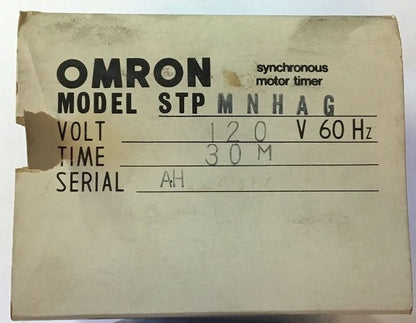 OMRON synchronous
motor timer
MODEL STP MNHAG
VOLT 120 V 60 Hz
TIME 30 M
SERIAL AH